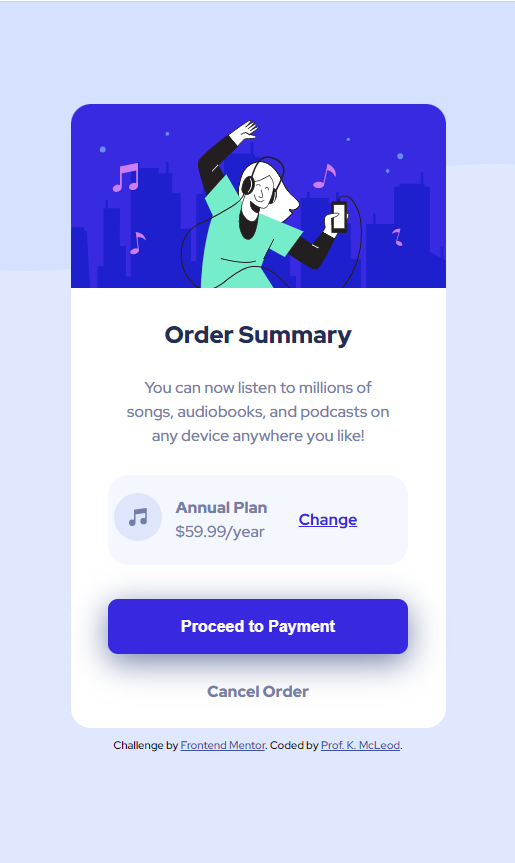 Order Summary
You can now listen to millions of
songs, audiobooks, and podcasts on
any device anywhere you like!
Annual Plan
$59.99/year
Change
Proceed to Payment
Cancel Order
Challenge by Frontend Mentor. Coded by Prof. K. McLeod.